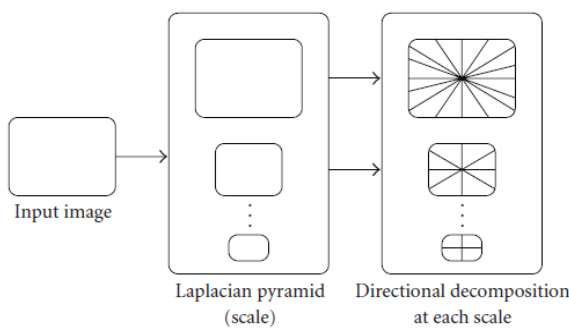 Input image
Laplacian pyramid
(scale)
Directional decomposition
at each scale